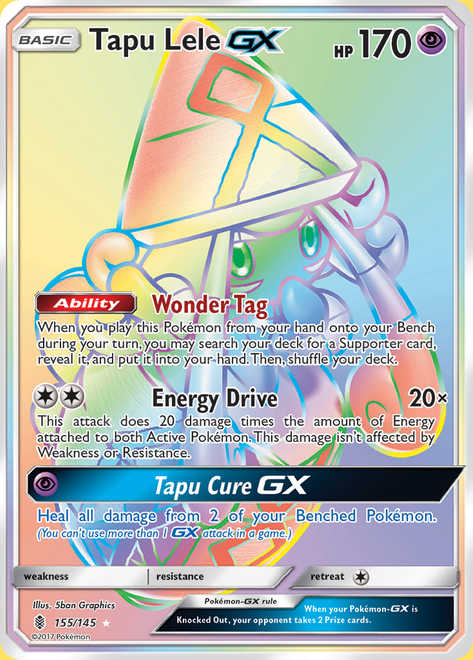 BASIC Tapu Lele GX HP 170
Ability Wonder Tag
When you play this Pokémon from your hand onto your Bench
during your turn, you may search your deck for a Supporter card,
reveal it, and put it into your hand. Then, shuffle your deck.
Energy Drive 20×
This attack does 20 damage times the amount of Energy
attached to both Active Pokémon. This damage isn't affected by
Weakness or Resistance.
Tapu Cure GX
Heal all damage from 2 of your Benched Pokémon.
(You can't use more than 1 GX attack in a game.)
weakness resistance retreat
Illus. 5ban Graphics
155/145
©2017 Pokémon
Pokémon-GX rule
When your Pokémon-GX is
Knocked Out, your opponent takes 2 Prize cards.